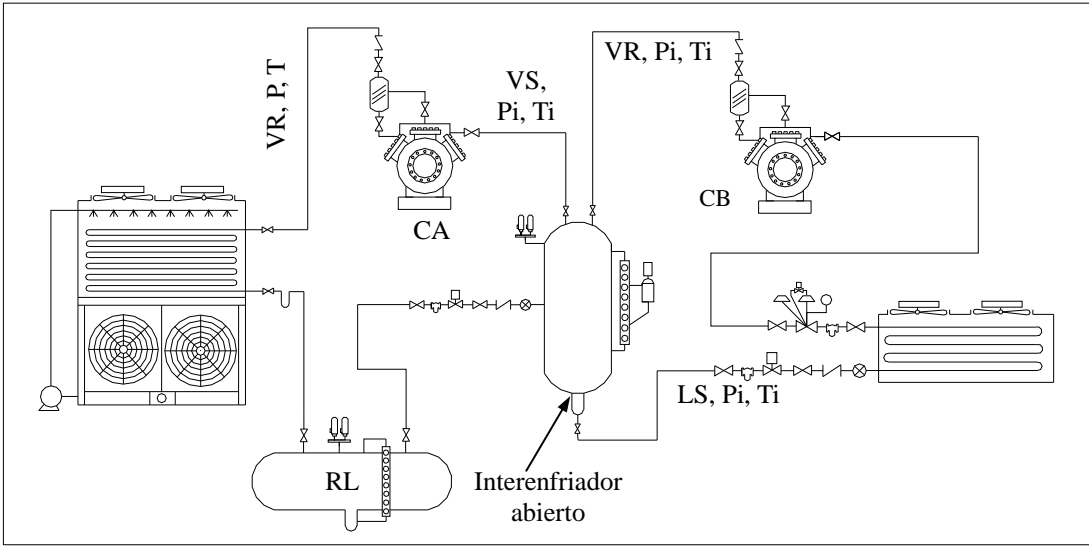 VR, P, T
VS,
Pi, Ti
VR, Pi, Ti
CA
CB
LS, Pi, Ti
RL
Interenfriador
abierto